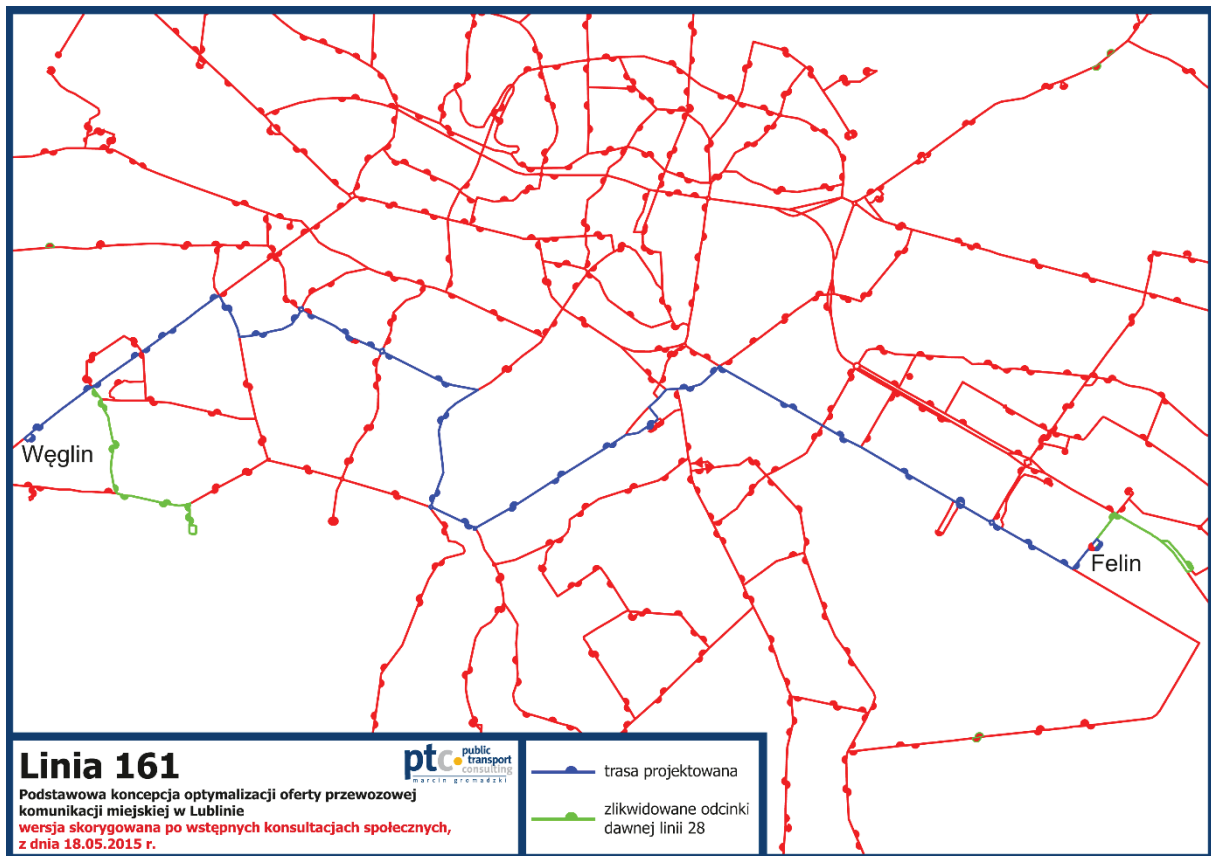 Węglin
Felin
Linia 161
ptc public
transport
consulting
marcin gromadzki
Podstawowa koncepcja optymalizacji oferty przewozowej
komunikacji miejskiej w Lublinie
wersja skorygowana po wstępnych konsultacjach społecznych,
z dnia 18.05.2015 r.
trasa projektowana
zlikwidowane odcinki
dawnej linii 28